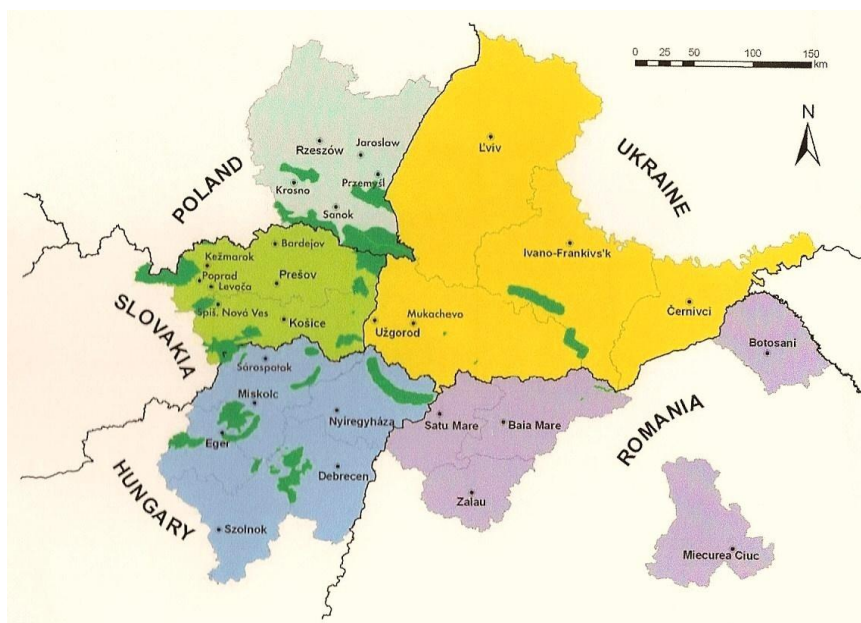 0 25 50 100 150
km
N
POLAND
UKRAINE
SLOVAKIA
HUNGARY
ROMANIA
Rzeszów
Jaroslaw
Krosno
Przemyśl
Sanok
L'viv
Ivano-Frankivs'k
Černivci
Mukachevo
Užgorod
Kežmarok
Bardejov
Poprad
Levoča
Prešov
Spiš. Nová Ves
Košice
Sárospatak
Miskolc
Nyíregyháza
Eger
Debrecen
Szolnok
Satu Mare
Baia Mare
Zalau
Botosani
Miecurea Ciuc